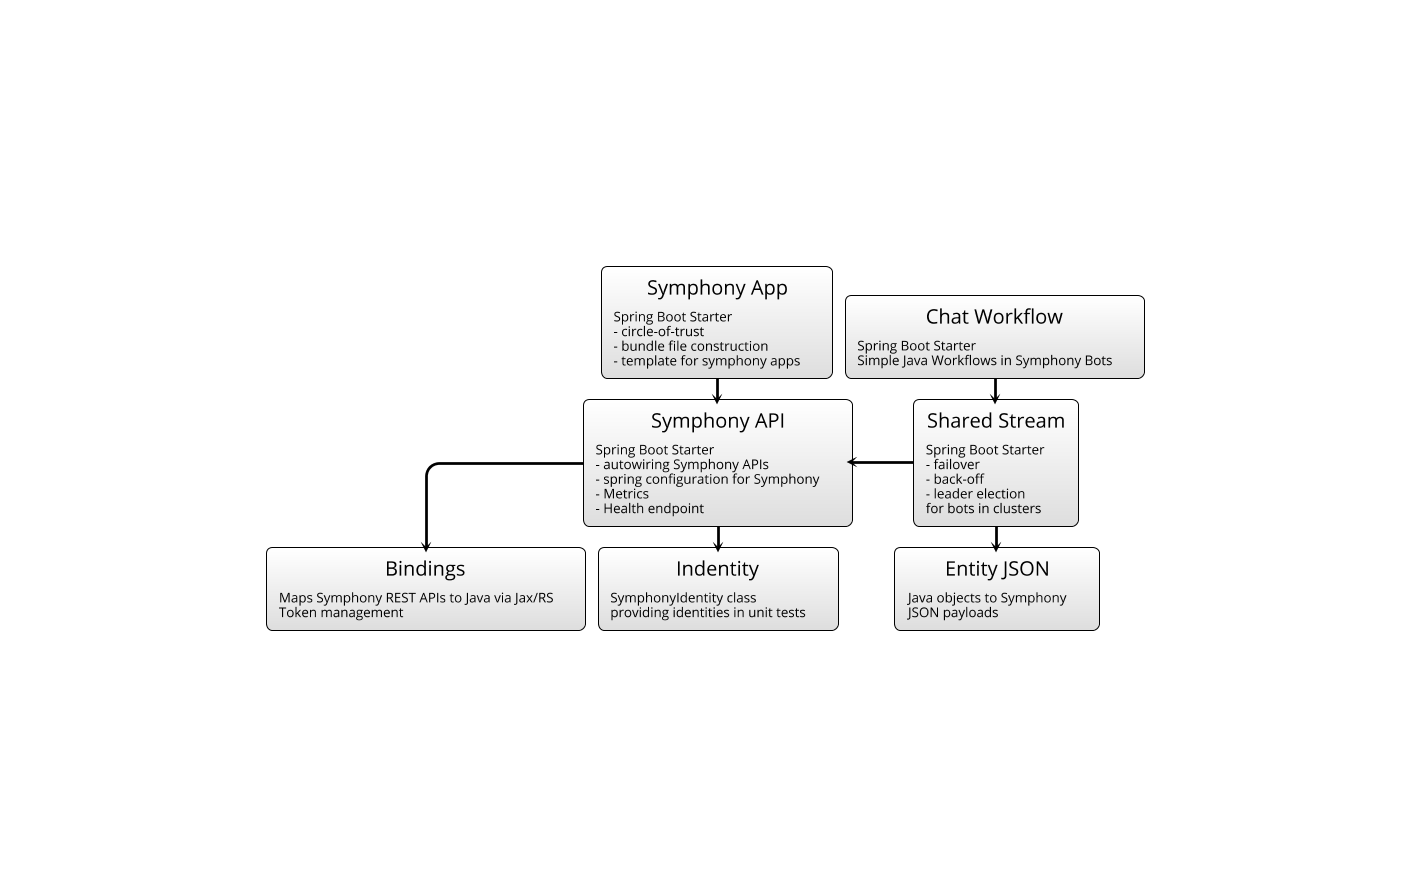 Symphony App
Spring Boot Starter
- circle-of-trust
- bundle file construction
- template for symphony apps
Chat Workflow
Spring Boot Starter
Simple Java Workflows in Symphony Bots
Symphony API
Spring Boot Starter
- autowiring Symphony APIs
- spring configuration for Symphony
- Metrics
- Health endpoint
Shared Stream
Spring Boot Starter
- failover
- back-off
- leader election
for bots in clusters
Bindings
Maps Symphony REST APIs to Java via Jax/RS
Token management
Indentity
SymphonyIdentity class
providing identities in unit tests
Entity JSON
Java objects to Symphony
JSON payloads